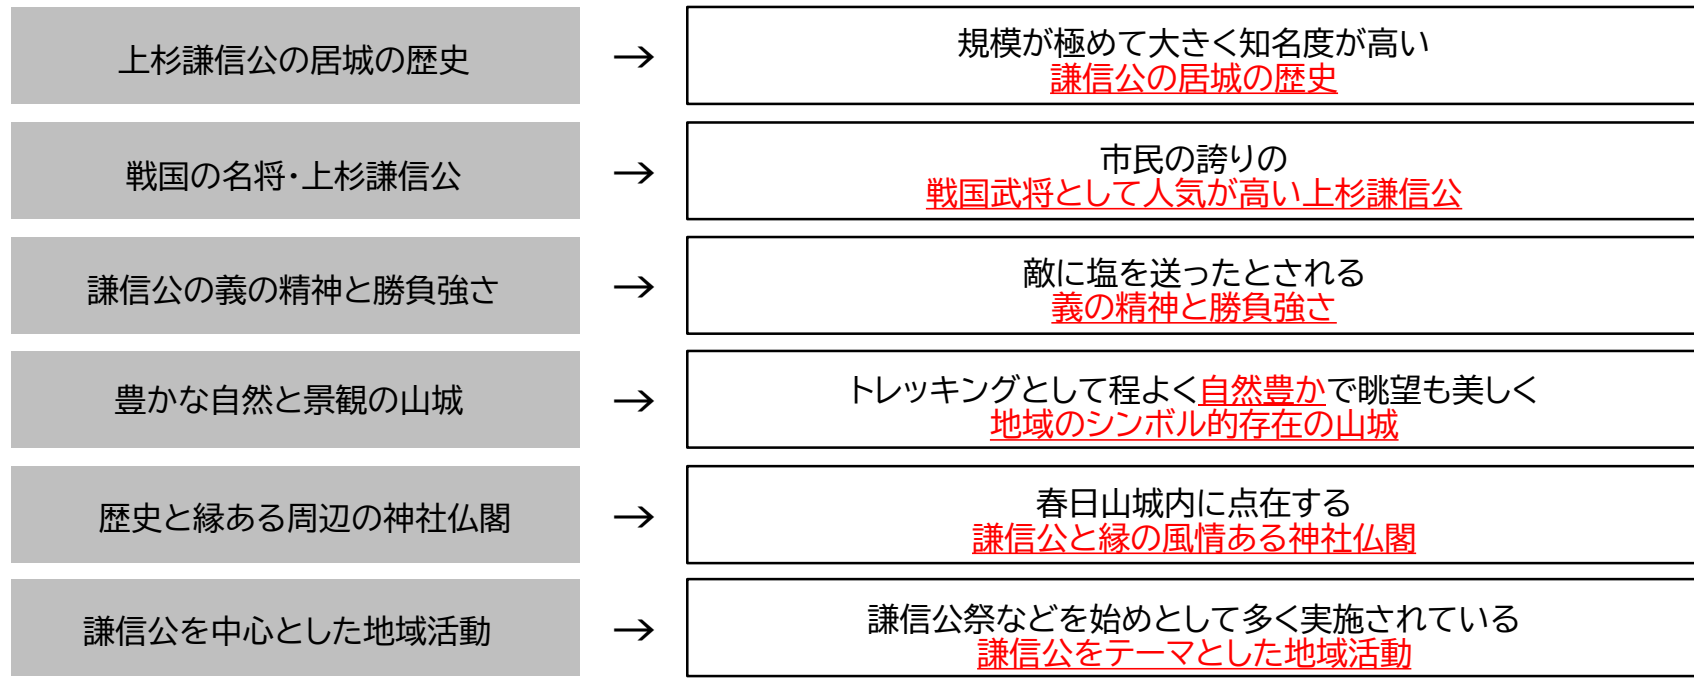 上杉謙信公の居城の歴史
→
規模が極めて大きく知名度が高い
謙信公の居城の歴史
戦国の名将・上杉謙信公
→
市民の誇りの
戦国武将として人気が高い上杉謙信公
謙信公の義の精神と勝負強さ
→
敵に塩を送ったとされる
義の精神と勝負強さ
豊かな自然と景観の山城
→
トレッキングとして程よく自然豊かで眺望も美しく
地域のシンボル的存在の山城
歴史と縁ある周辺の神社仏閣
→
春日山城内に点在する
謙信公と縁の風情ある神社仏閣
謙信公を中心とした地域活動
→
謙信公祭などを始めとして多く実施されている
謙信公をテーマとした地域活動